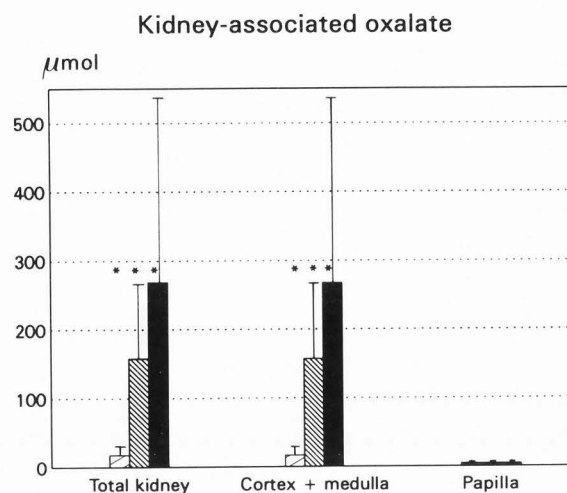 Kidney-associated oxalate
μmol
500
400
300
* * *
* * *
200
100
0
Total kidney
Cortex + medulla
Papilla